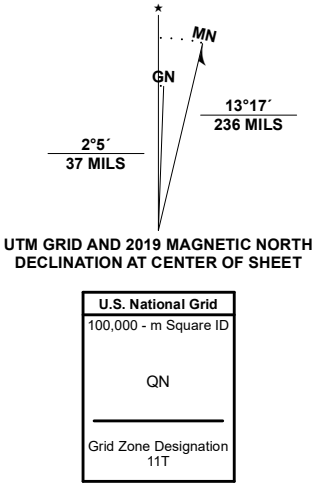 ★
MN
GN
13°17´
236 MILS
2°5´
37 MILS
UTM GRID AND 2019 MAGNETIC NORTH
DECLINATION AT CENTER OF SHEET
U.S. National Grid
100,000 - m Square ID
QN
Grid Zone Designation
11T